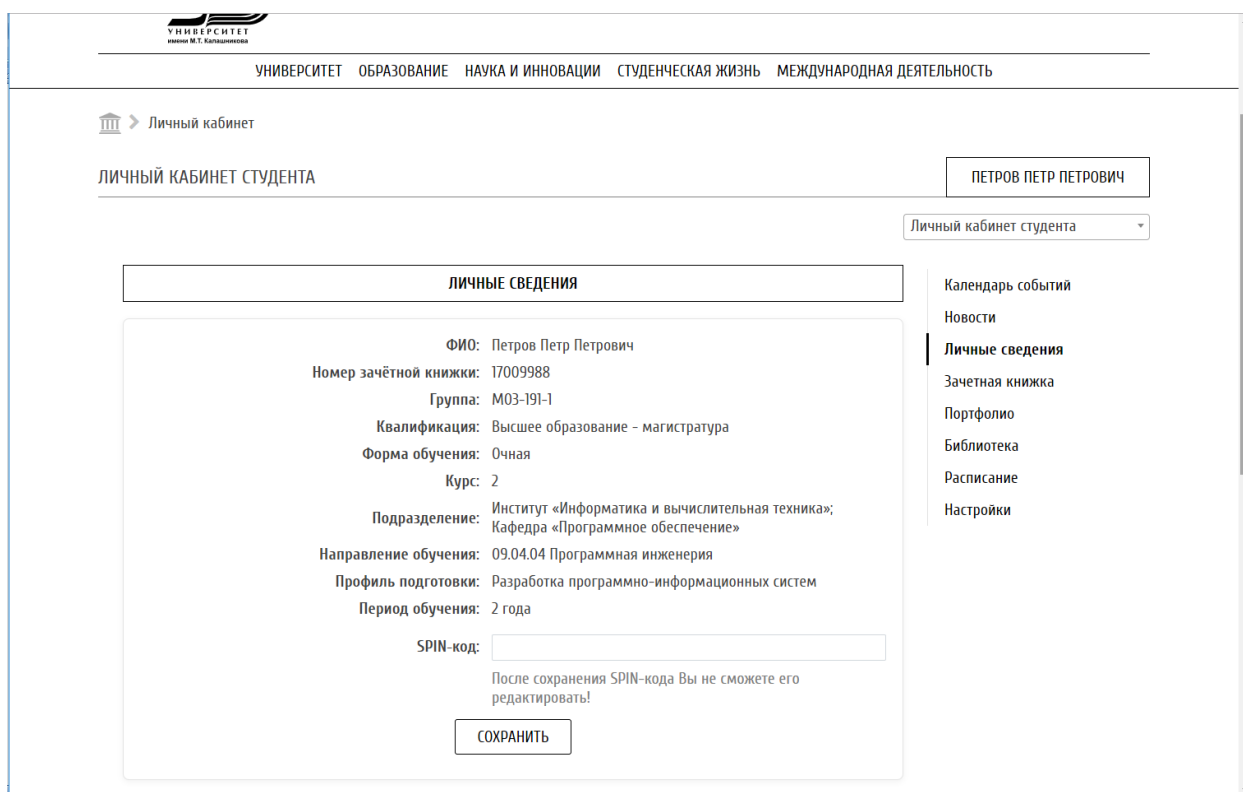 УНИВЕРСИТЕТ
имени М.Т. Калашникова
УНИВЕРСИТЕТ ОБРАЗОВАНИЕ НАУКА И ИННОВАЦИИ СТУДЕНЧЕСКАЯ ЖИЗНЬ МЕЖДУНАРОДНАЯ ДЕЯТЕЛЬНОСТЬ
Личный кабинет
ЛИЧНЫЙ КАБИНЕТ СТУДЕНТА
ПЕТРОВ ПЕТР ПЕТРОВИЧ
Личный кабинет студента
ЛИЧНЫЕ СВЕДЕНИЯ
ФИО: Петров Петр Петрович
Номер зачётной книжки: 17009988
Группа: М03-191-1
Квалификация: Высшее образование - магистратура
Форма обучения: Очная
Курс: 2
Подразделение: Институт «Информатика и вычислительная техника»;
Кафедра «Программное обеспечение»
Направление обучения: 09.04.04 Программная инженерия
Профиль подготовки: Разработка программно-информационных систем
Период обучения: 2 года
SPIN-код:
После сохранения SPIN-кода Вы не сможете его
редактировать!
СОХРАНИТЬ
Календарь событий
Новости
Личные сведения
Зачетная книжка
Портфолио
Библиотека
Расписание
Настройки